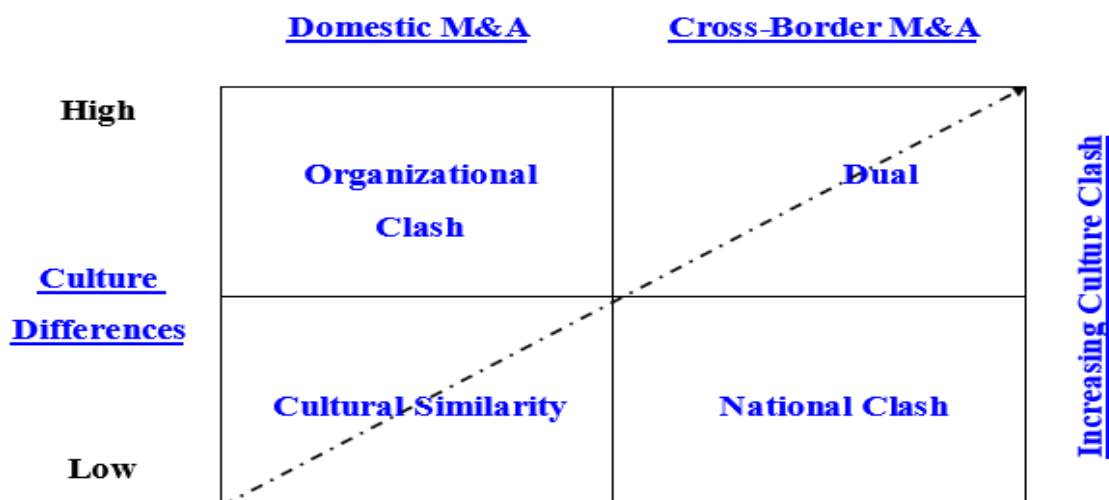 Domestic M&A
Cross-Border M&A
High
Organizational
Clash
Dual
Culture
Differences
Cultural Similarity
National Clash
Low
Increasing Culture Clash